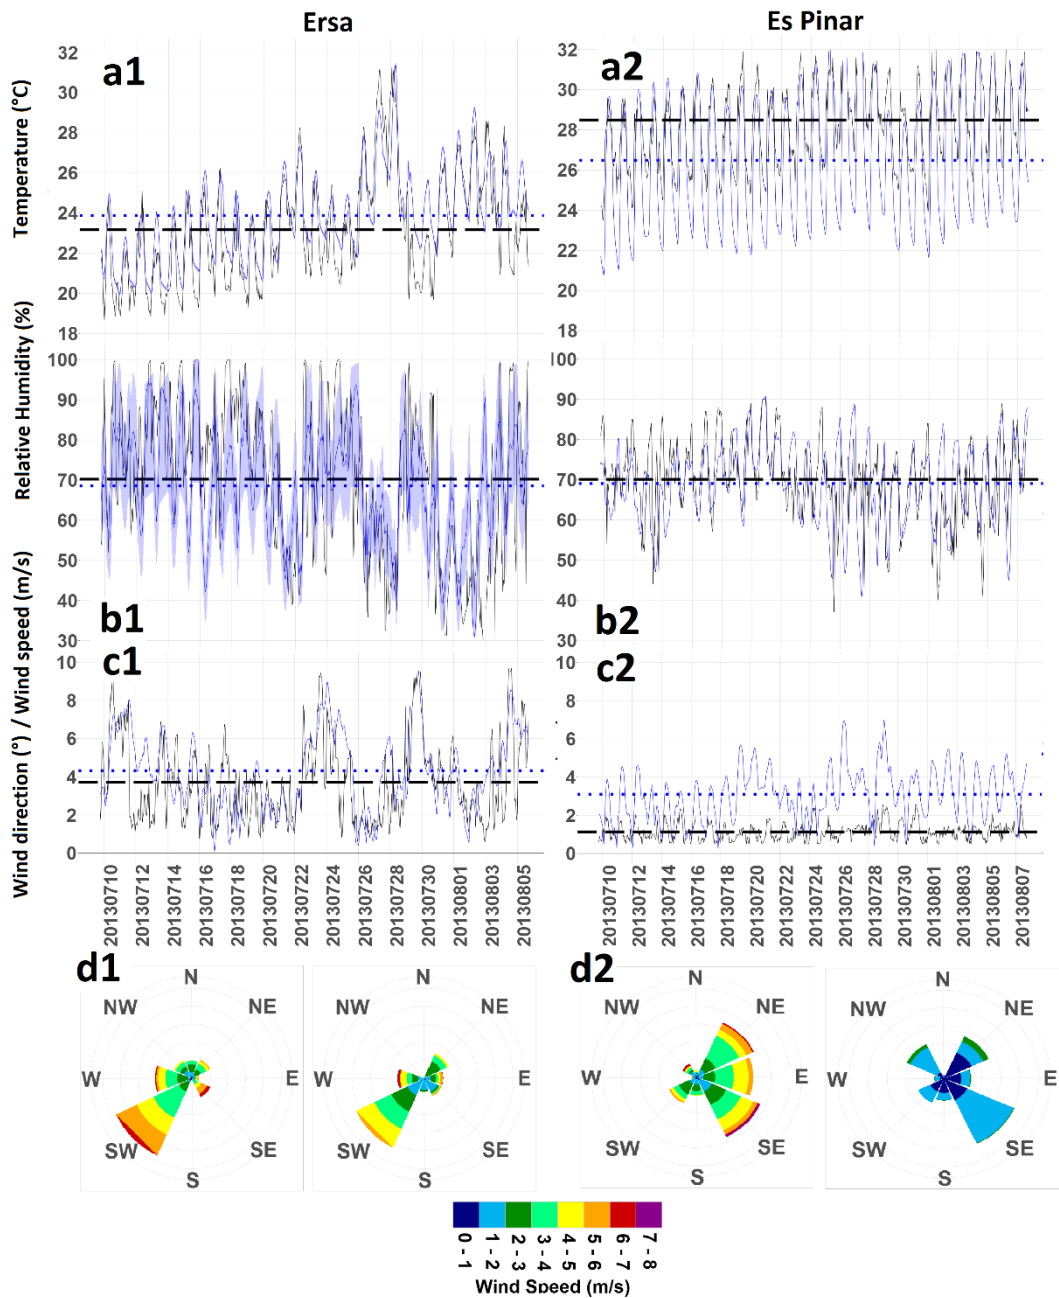 Ersa
Es Pinar
Temperature (°C)
a1
32
30
28
26
24
22
20
18
a2
32
30
28
26
24
22
20
18
Relative Humidity (%)
b1
100
90
80
70
60
50
40
30
b2
100
90
80
70
60
50
40
30
Wind direction (°) / Wind speed (m/s)
c1
10
8
6
4
2
0
c2
10
8
6
4
2
0
20130710
20130712
20130714
20130716
20130718
20130720
20130722
20130724
20130726
20130728
20130730
20130801
20130803
20130805
20130710
20130712
20130714
20130716
20130718
20130720
20130722
20130724
20130726
20130728
20130730
20130801
20130803
20130805
20130807
d1
N
NE
E
SE
S
SW
W
NW
N
NE
E
SE
S
SW
W
NW
d2
N
NE
E
SE
S
SW
W
NW
N
NE
E
SE
S
SW
W
NW
0 - 1
1 - 2
2 - 3
3 - 4
4 - 5
5 - 6
6 - 7
7 - 8
Wind Speed (m/s)